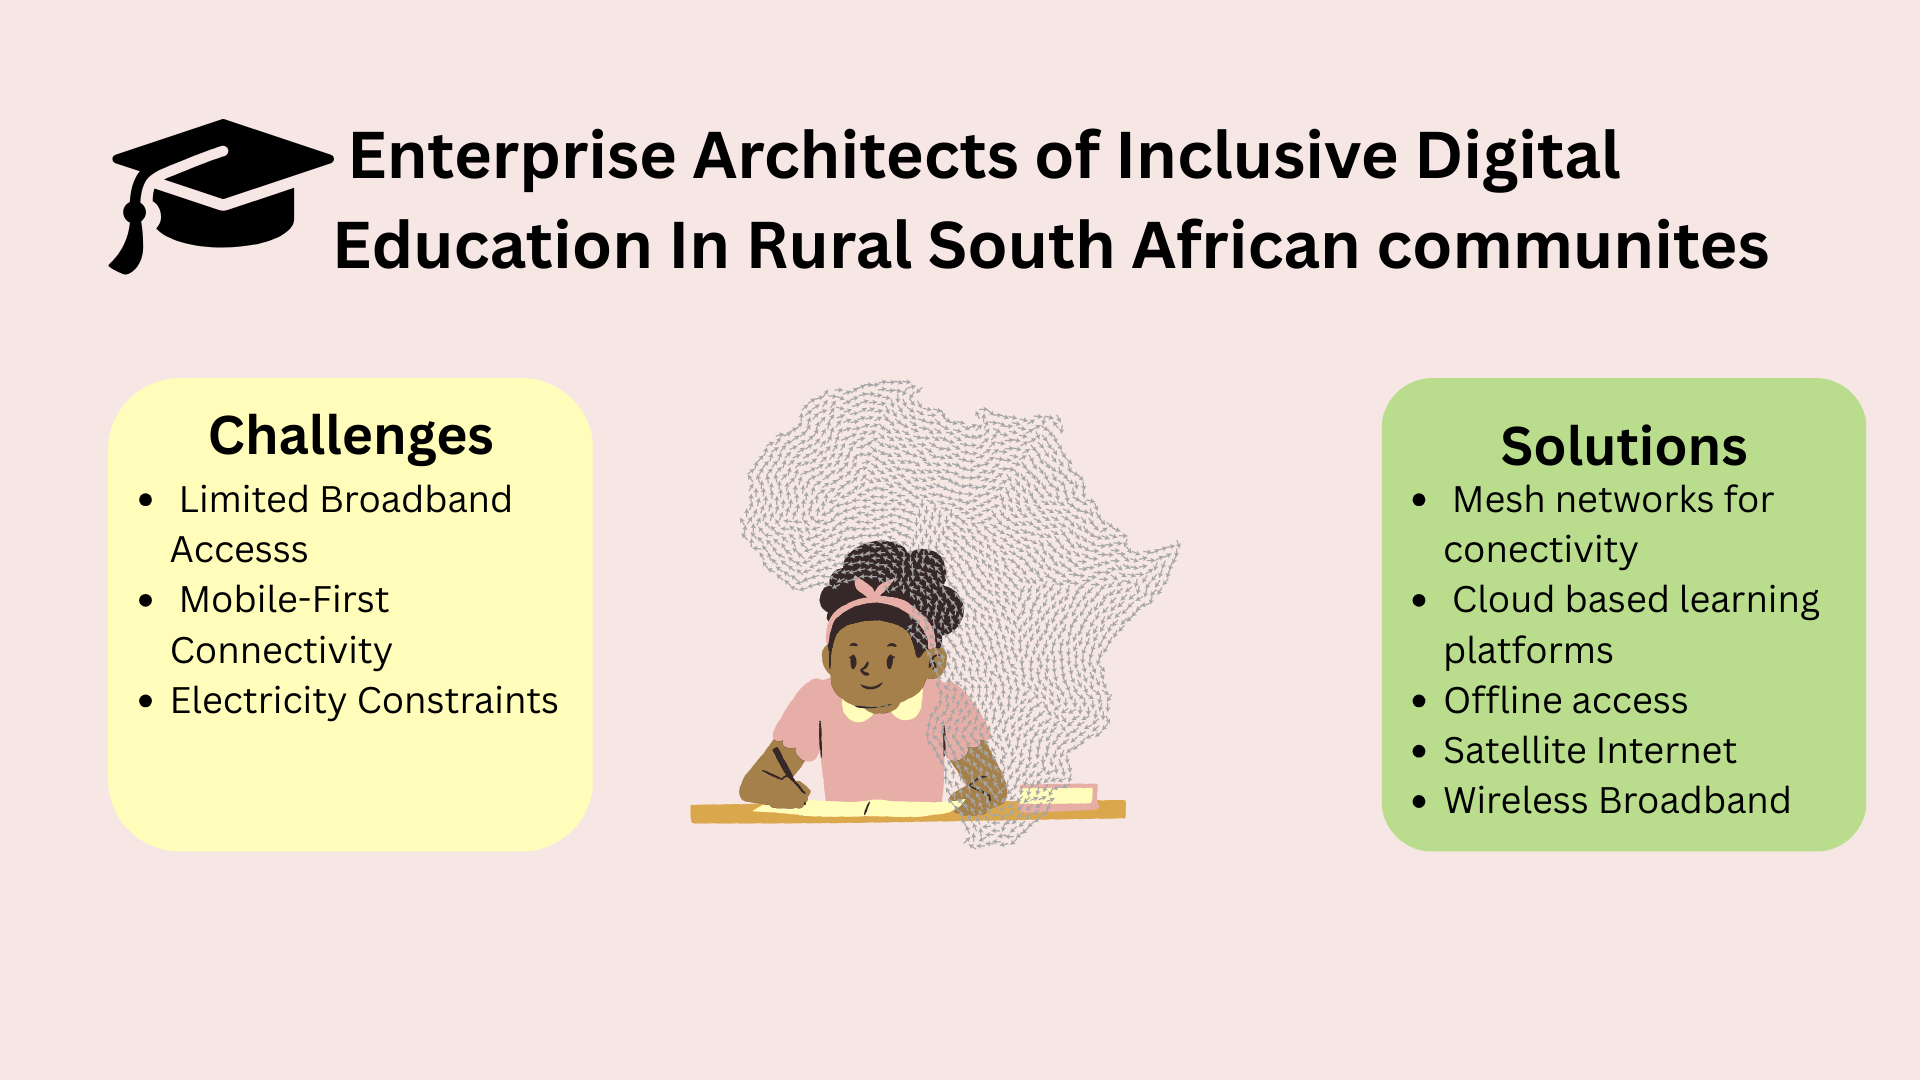 Enterprise Architects of Inclusive Digital
Education In Rural South African communites
Challenges
• Limited Broadband
Accesss
• Mobile-First
Connectivity
• Electricity Constraints
Solutions
• Mesh networks for
conectivity
• Cloud based learning
platforms
• Offline access
• Satellite Internet
• Wireless Broadband